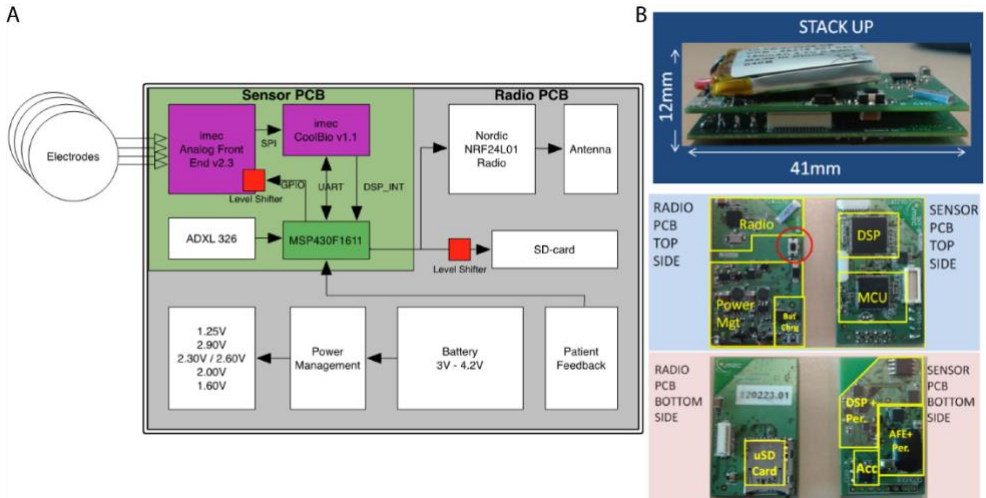 A
Sensor PCB
Radio PCB
Electrodes
imec
Analog Front
End v2.3
SPI
imec
CoolBio v1.1
Level Shifter
GPIO
UART
DSP_INT
ADXL 326
MSP430F1611
Nordic
NRF24L01
Radio
Antenna
Level Shifter
SD-card
1.25V
2.90V
2.30V / 2.60V
2.00V
1.60V
Power
Management
Battery
3V - 4.2V
Patient
Feedback
B
STACK UP
12mm
41mm
RADIO
PCB
TOP
SIDE
Radio
Power
Mgt
Bat
Chrg
DSP
MCU
SENSOR
PCB
TOP
SIDE
RADIO
PCB
BOTTOM
SIDE
120223.01
uSD
Card
DSP +
Per.
AFE+
Per.
Acc
SENSOR
PCB
BOTTOM
SIDE